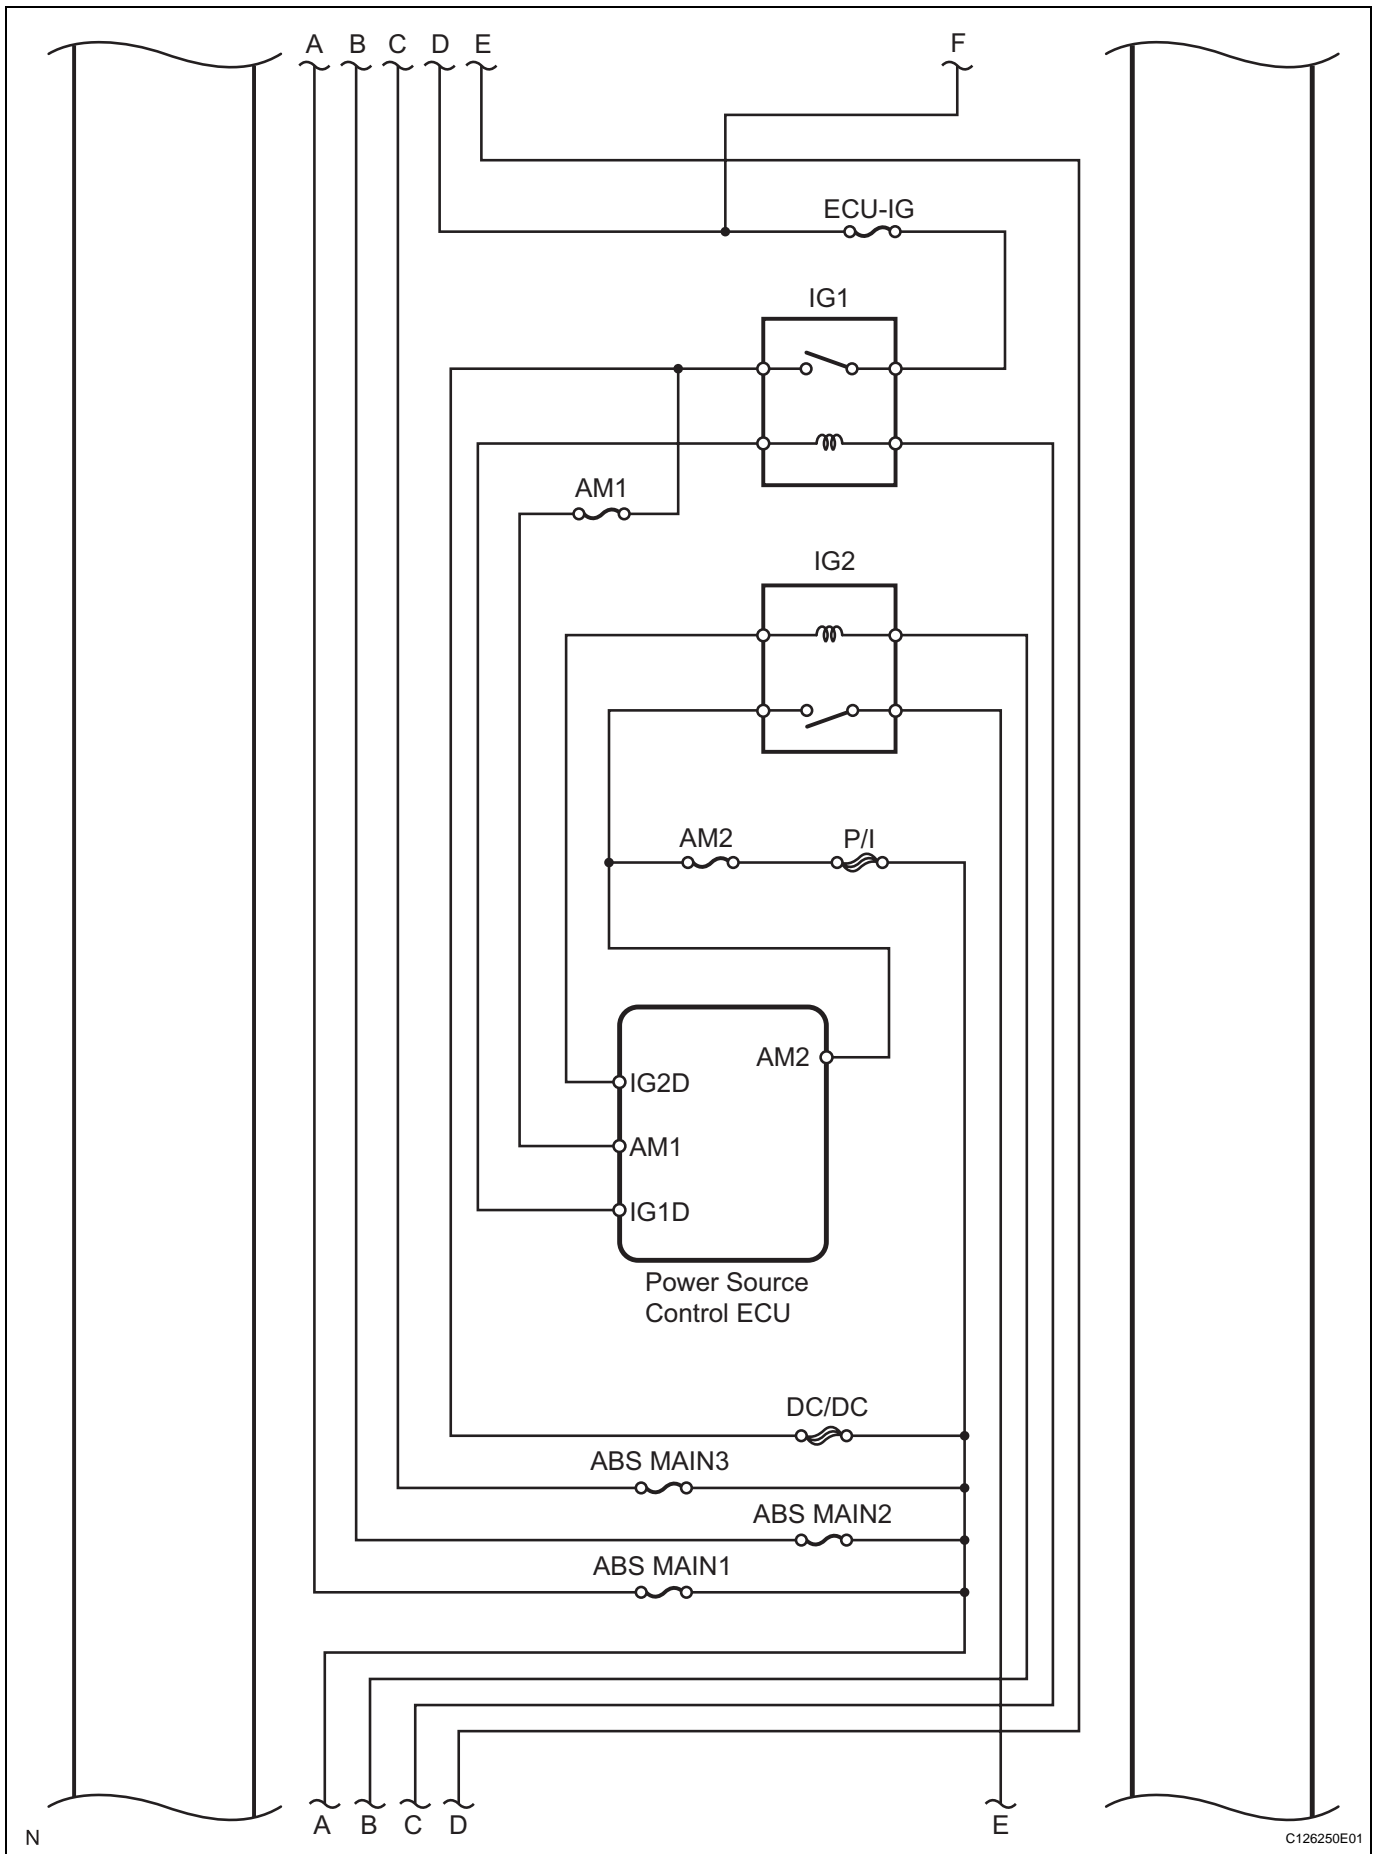 A B C D E F
ECU-IG
IG1
AM1
IG2
AM2 P/I
AM2
IG2D
AM1
IG1D
Power Source
Control ECU
DC/DC
ABS MAIN3
ABS MAIN2
ABS MAIN1
A B C D E
N C126250E01